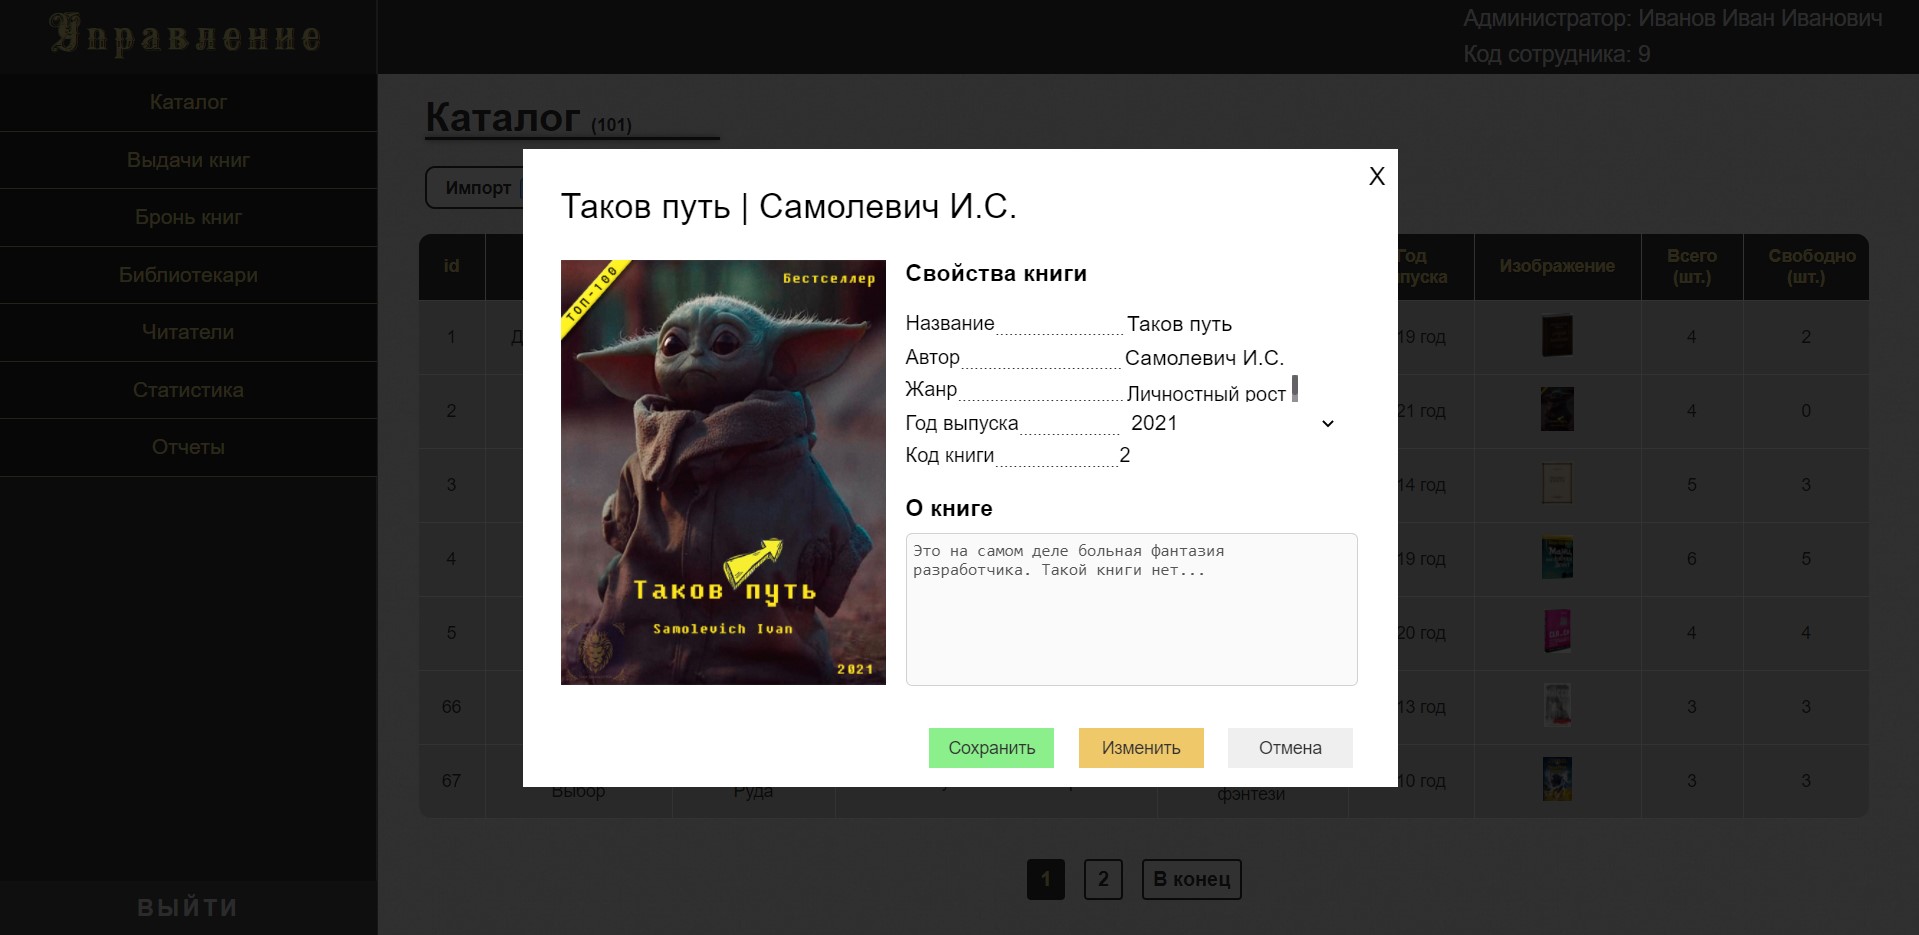 Управление
Администратор: Иванов Иван Иванович
Код сотрудника: 9
Каталог
Выдачи книг
Бронь книг
Библиотекари
Читатели
Статистика
Отчеты
ВЫЙТИ
Каталог (101)
Импорт
id
Год
Изображение
Всего
(шт.)
Свободно
(шт.)
1
19 год
4
2
2
21 год
4
0
3
14 год
5
3
4
19 год
6
5
5
20 год
4
4
66
13 год
3
3
67
Выбор
Руда
фэнтези
10 год
3
3
1
2
В конец
X
Таков путь | Самолевич И.С.
ТОП-100
Бестселлер
Таков путь
Samolevich Ivan
2021
Свойства книги
Название Таков путь
Автор Самолевич И.С.
Жанр Личностный рост
Год выпуска 2021
Код книги 2
О книге
Это на самом деле больная фантазия
разработчика. Такой книги нет...
Сохранить
Изменить
Отмена